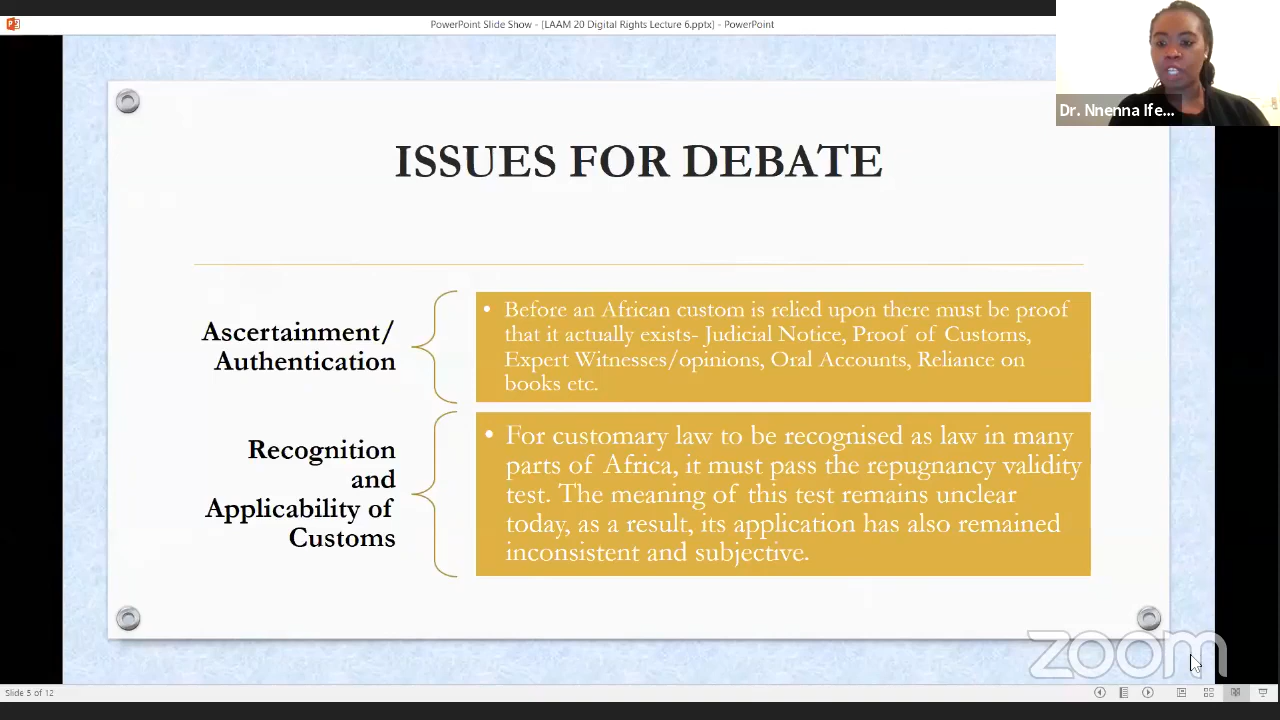 PowerPoint Slide Show - [LAAM 20 Digital Rights Lecture 6.pptx] - PowerPoint
Dr. Nnenna Ife...
ISSUES FOR DEBATE
Ascertainment/
Authentication
• Before an African custom is relied upon there must be proof
that it actually exists- Judicial Notice, Proof of Customs,
Expert Witnesses/opinions, Oral Accounts, Reliance on
books etc.
Recognition
and
Applicability of
Customs
• For customary law to be recognised as law in many
parts of Africa, it must pass the repugnancy validity
test. The meaning of this test remains unclear
today, as a result, its application has also remained
inconsistent and subjective.
zoom
Slide 5 of 12